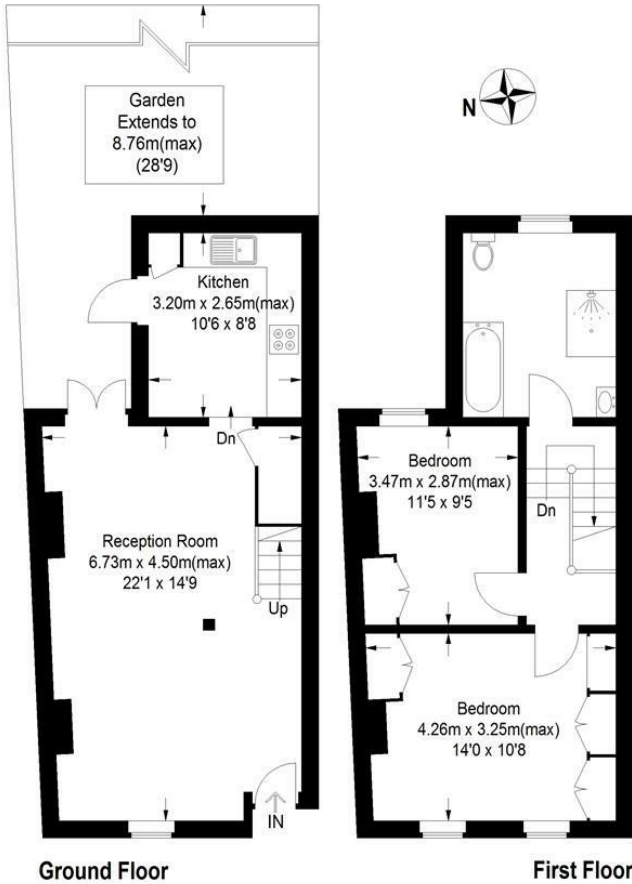 Garden
Extends to
8.76m(max)
(28'9)
N
Kitchen
3.20m x 2.65m(max)
10'6 x 8'8
Dn
Reception Room
6.73m x 4.50m(max)
22'1 x 14'9
Up
IN
Bedroom
3.47m x 2.87m(max)
11'5 x 9'5
Dn
Bedroom
4.26m x 3.25m(max)
14'0 x 10'8
Ground Floor
First Floor